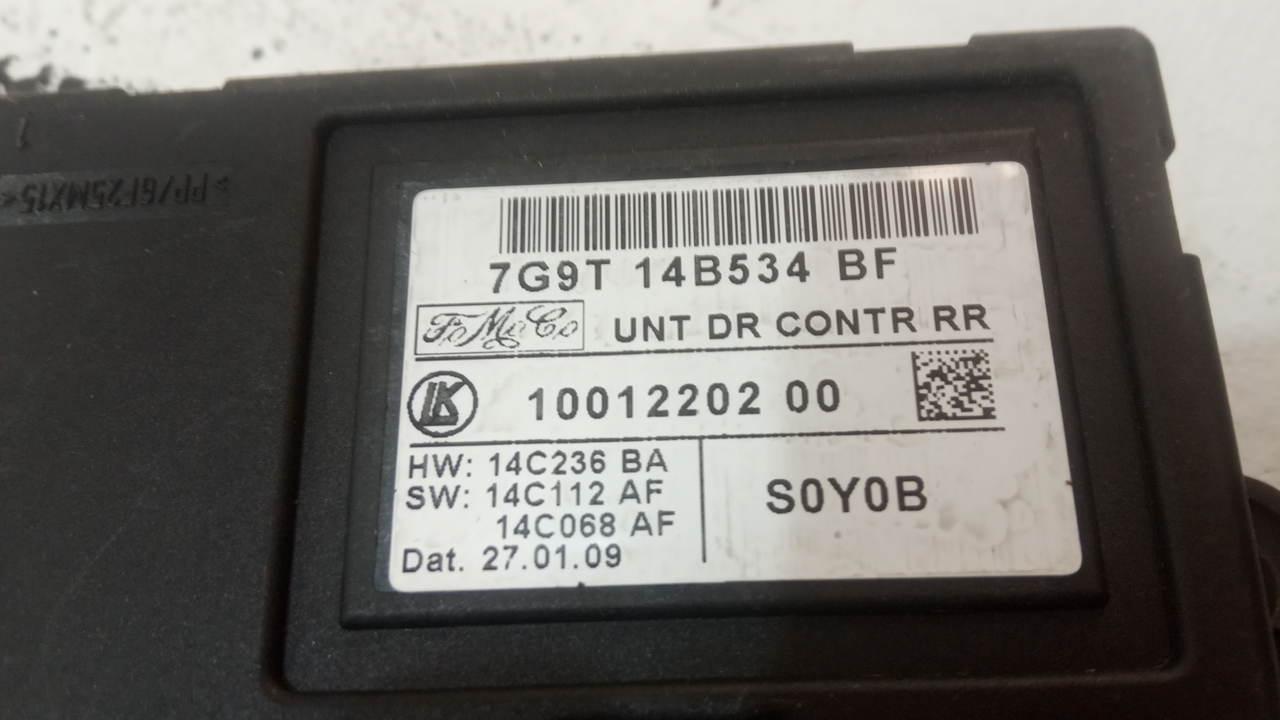 1
>PP/6F25MX15<
7G9T 14B534 BF
FoMoCo UNT DR CONTR RR
LK 10012202 00
HW: 14C236 BA
SW: 14C112 AF
14C068 AF
Dat. 27.01.09
S0Y0B